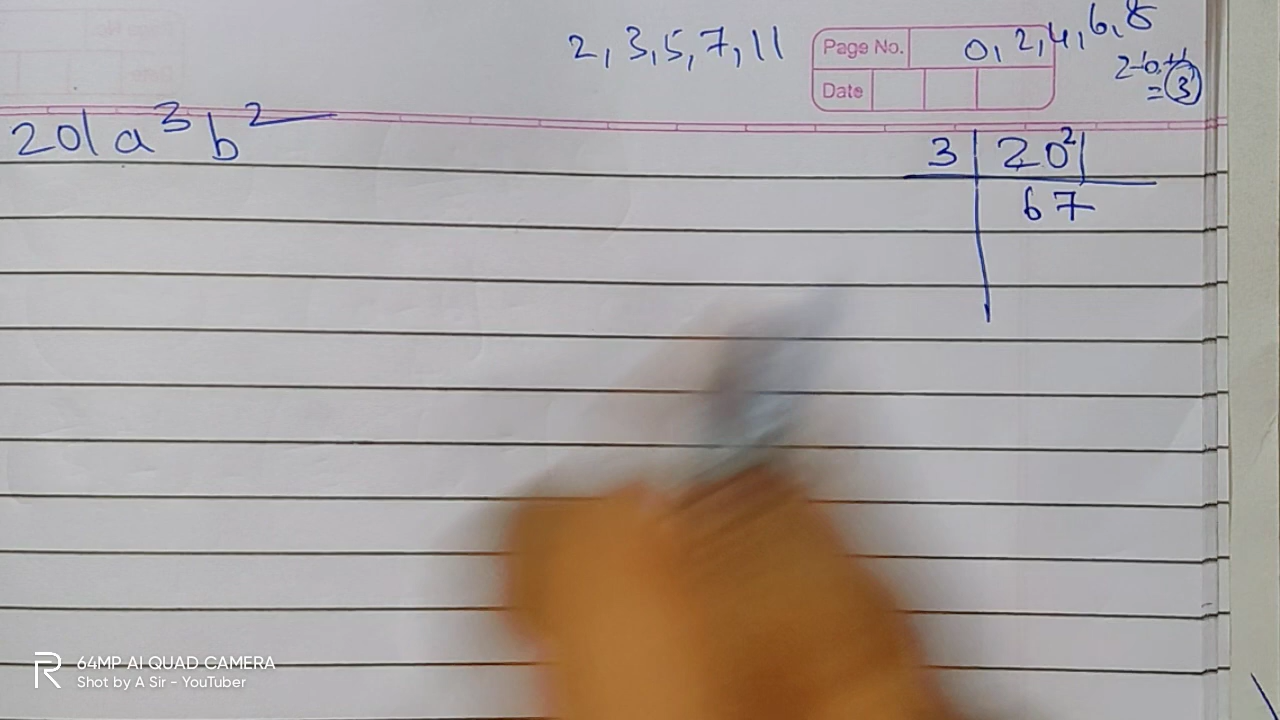 2, 3, 5, 7, 11
Page No. 0, 2, 4, 6, 8
Date
2+0+1
= 3
201 a³ b²
3 | 20²1
67
64MP AI QUAD CAMERA
Shot by A Sir - YouTuber